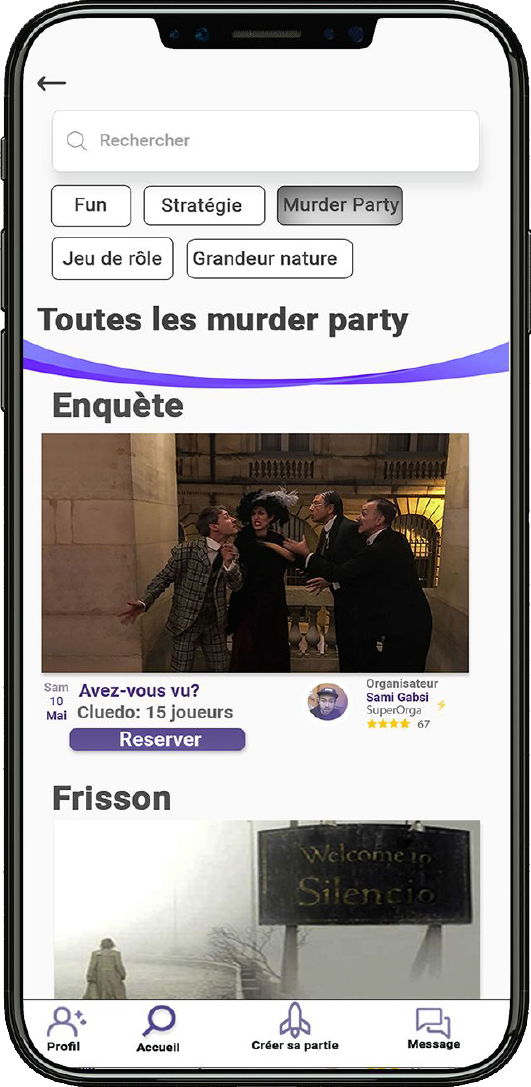 Rechercher
Fun Stratégie Murder Party
Jeu de rôle Grandeur nature
Toutes les murder party
Enquète
Sam
10
Mai
Avez-vous vu?
Cluedo: 15 joueurs
Reserver
Organisateur
Sami Gabsi
SuperOrga
67
Frisson
Welcome to
Silencio
Profil Accueil Créer sa partie Message